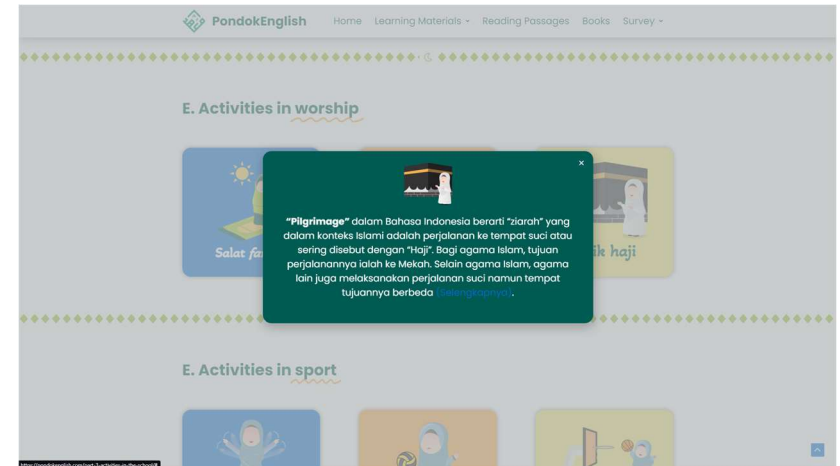 PondokEnglish Home Learning Materials Reading Passages Books Survey
E. Activities in worship
"Pilgrimage" dalam Bahasa Indonesia berarti "ziarah" yang
dalam konteks Islami adalah perjalanan ke tempat suci atau
sering disebut dengan "Haji". Bagi agama Islam, tujuan
perjalanannya ialah ke Mekah. Selain agama Islam, agama
lain juga melaksanakan perjalanan suci namun tempat
tujuannya berbeda (Selengkapnya).
Salat
haji
E. Activities in sport